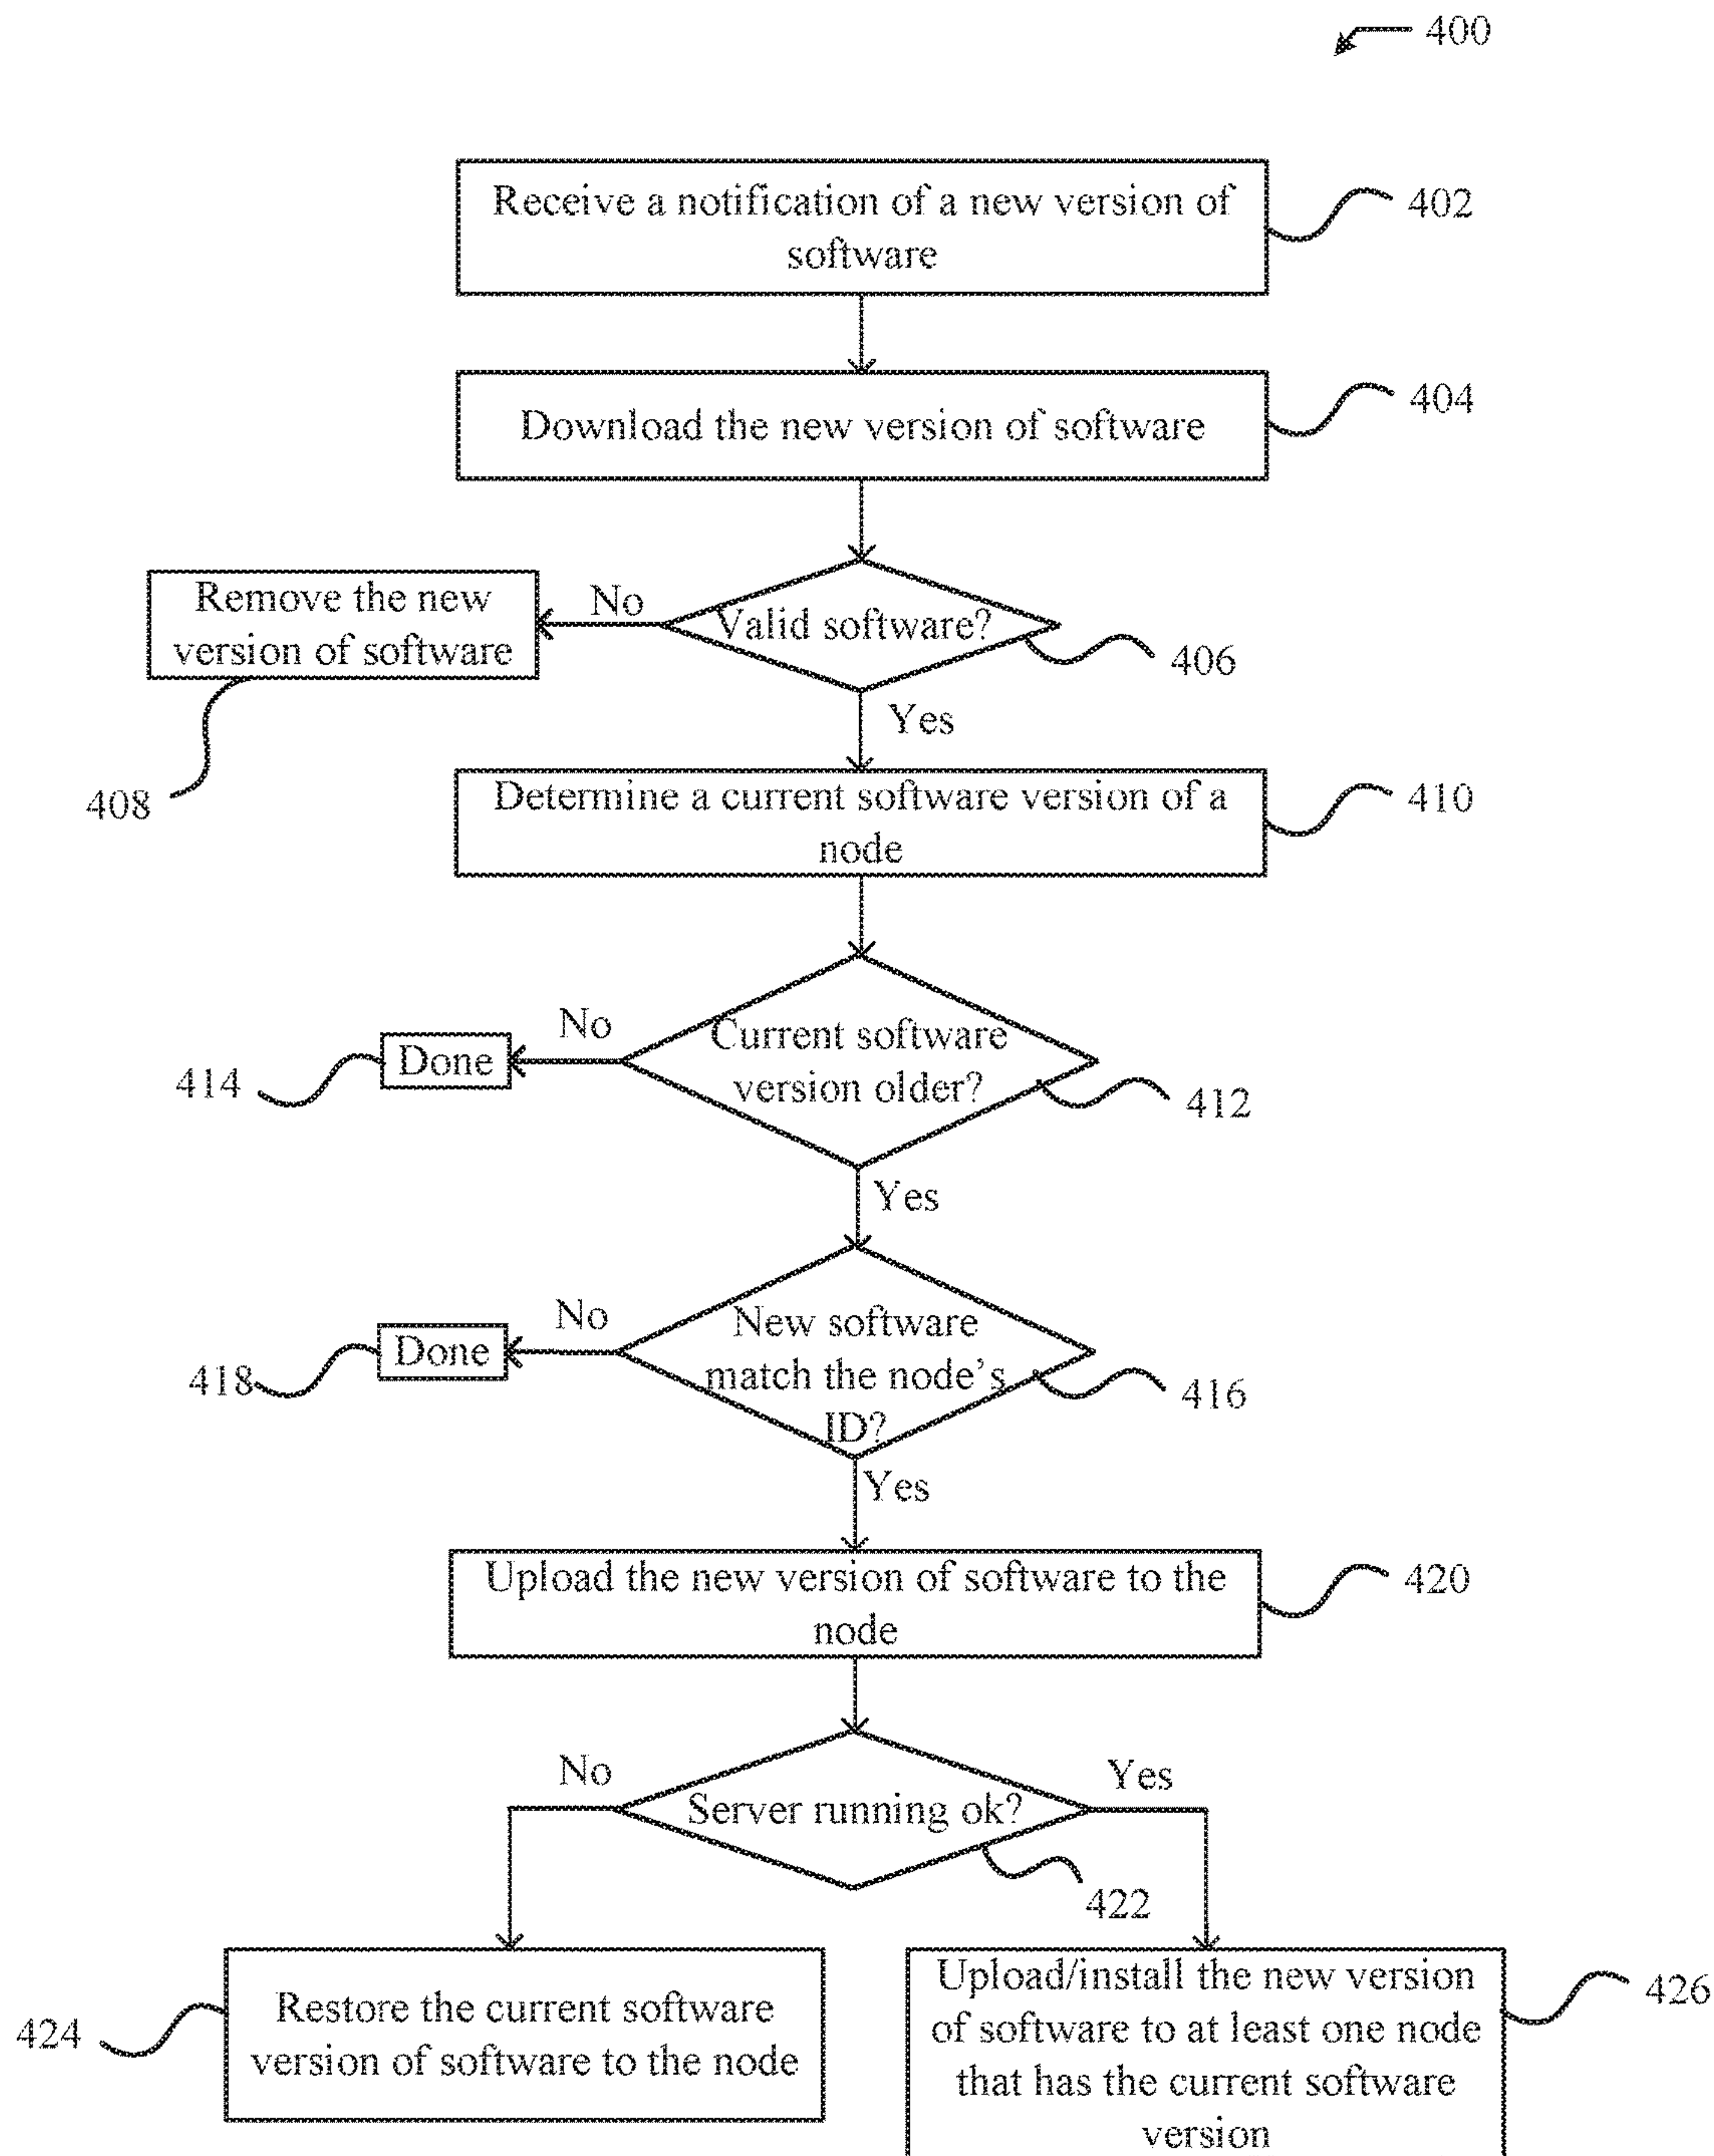 400
Receive a notification of a new version of
software
402
Download the new version of software
404
Valid software?
406
No
Remove the new
version of software
408
Yes
Determine a current software version of a
node
410
Current software
version older?
412
No
Done
414
Yes
New software
match the node's
ID?
416
No
Done
418
Yes
Upload the new version of software to the
node
420
Server running ok?
422
No
Yes
Restore the current software
version of software to the node
424
Upload/install the new version
of software to at least one node
that has the current software
version
426